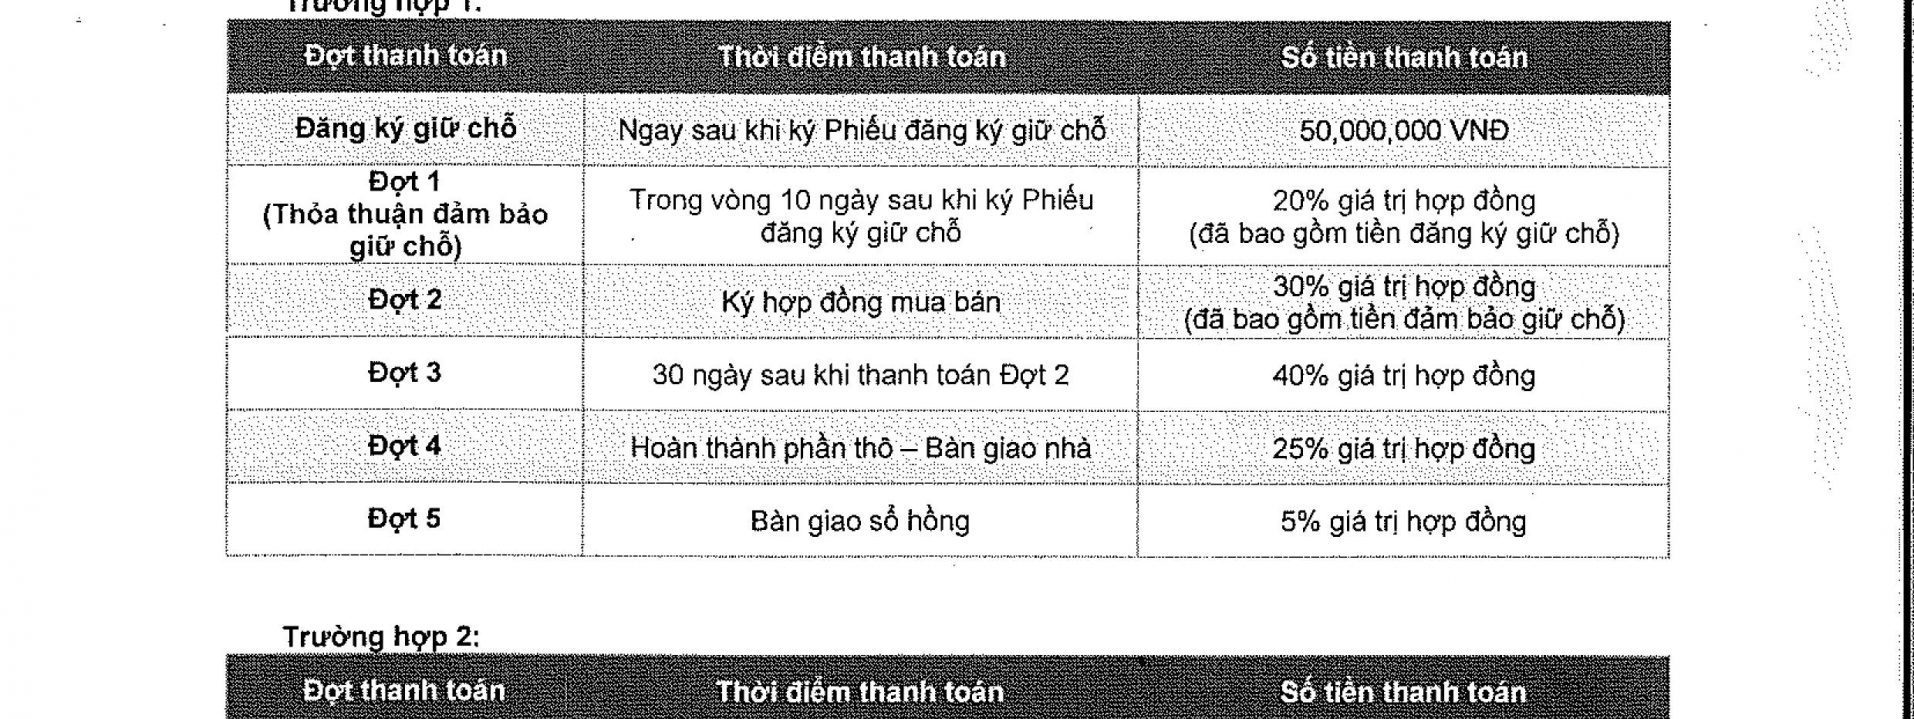 Trường hợp 1:
Đợt thanh toán Thời điểm thanh toán Số tiền thanh toán
Đăng ký giữ chỗ Ngay sau khi ký Phiếu đăng ký giữ chỗ 50,000,000 VNĐ
Đợt 1
(Thỏa thuận đảm bảo
giữ chỗ)
Trong vòng 10 ngày sau khi ký Phiếu
đăng ký giữ chỗ
20% giá trị hợp đồng
(đã bao gồm tiền đăng ký giữ chỗ)
Đợt 2
Ký hợp đồng mua bán
30% giá trị hợp đồng
(đã bao gồm tiền đảm bảo giữ chỗ)
Đợt 3 30 ngày sau khi thanh toán Đợt 2 40% giá trị hợp đồng
Đợt 4 Hoàn thành phần thô – Bàn giao nhà 25% giá trị hợp đồng
Đợt 5 Bàn giao sổ hồng 5% giá trị hợp đồng
Trường hợp 2:
Đợt thanh toán Thời điểm thanh toán Số tiền thanh toán